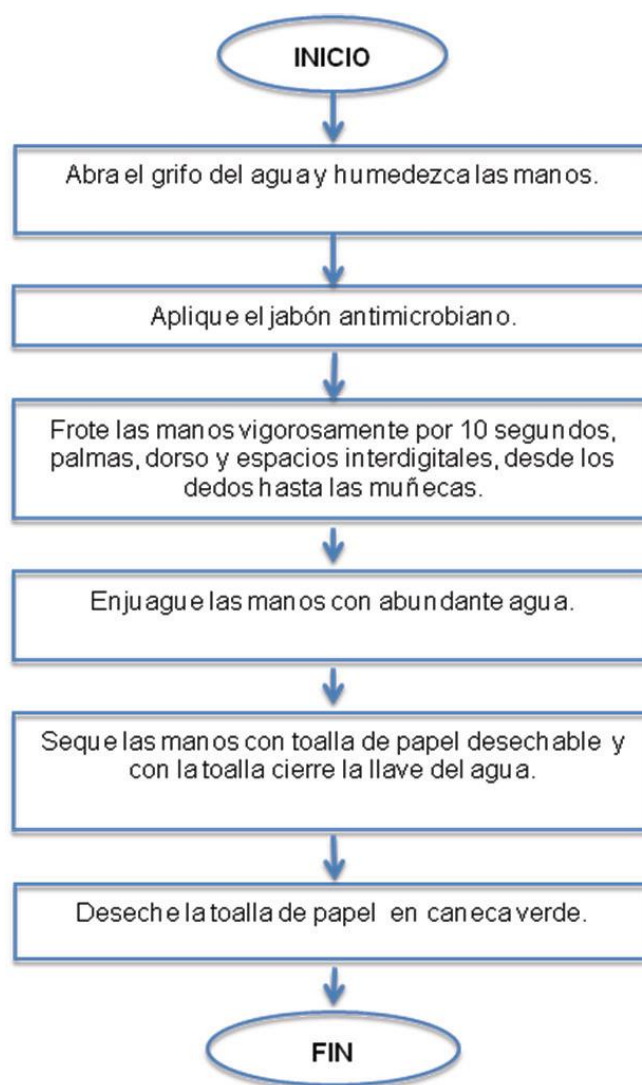 INICIO
Abra el grifo del agua y humedezca las manos.
Aplique el jabón antimicrobiano.
Frote las manos vigorosamente por 10 segundos,
palmas, dorso y espacios interdigitales, desde los
dedos hasta las muñecas.
Enjuague las manos con abundante agua.
Seque las manos con toalla de papel desechable y
con la toalla cierre la llave del agua.
Deseche la toalla de papel en caneca verde.
FIN